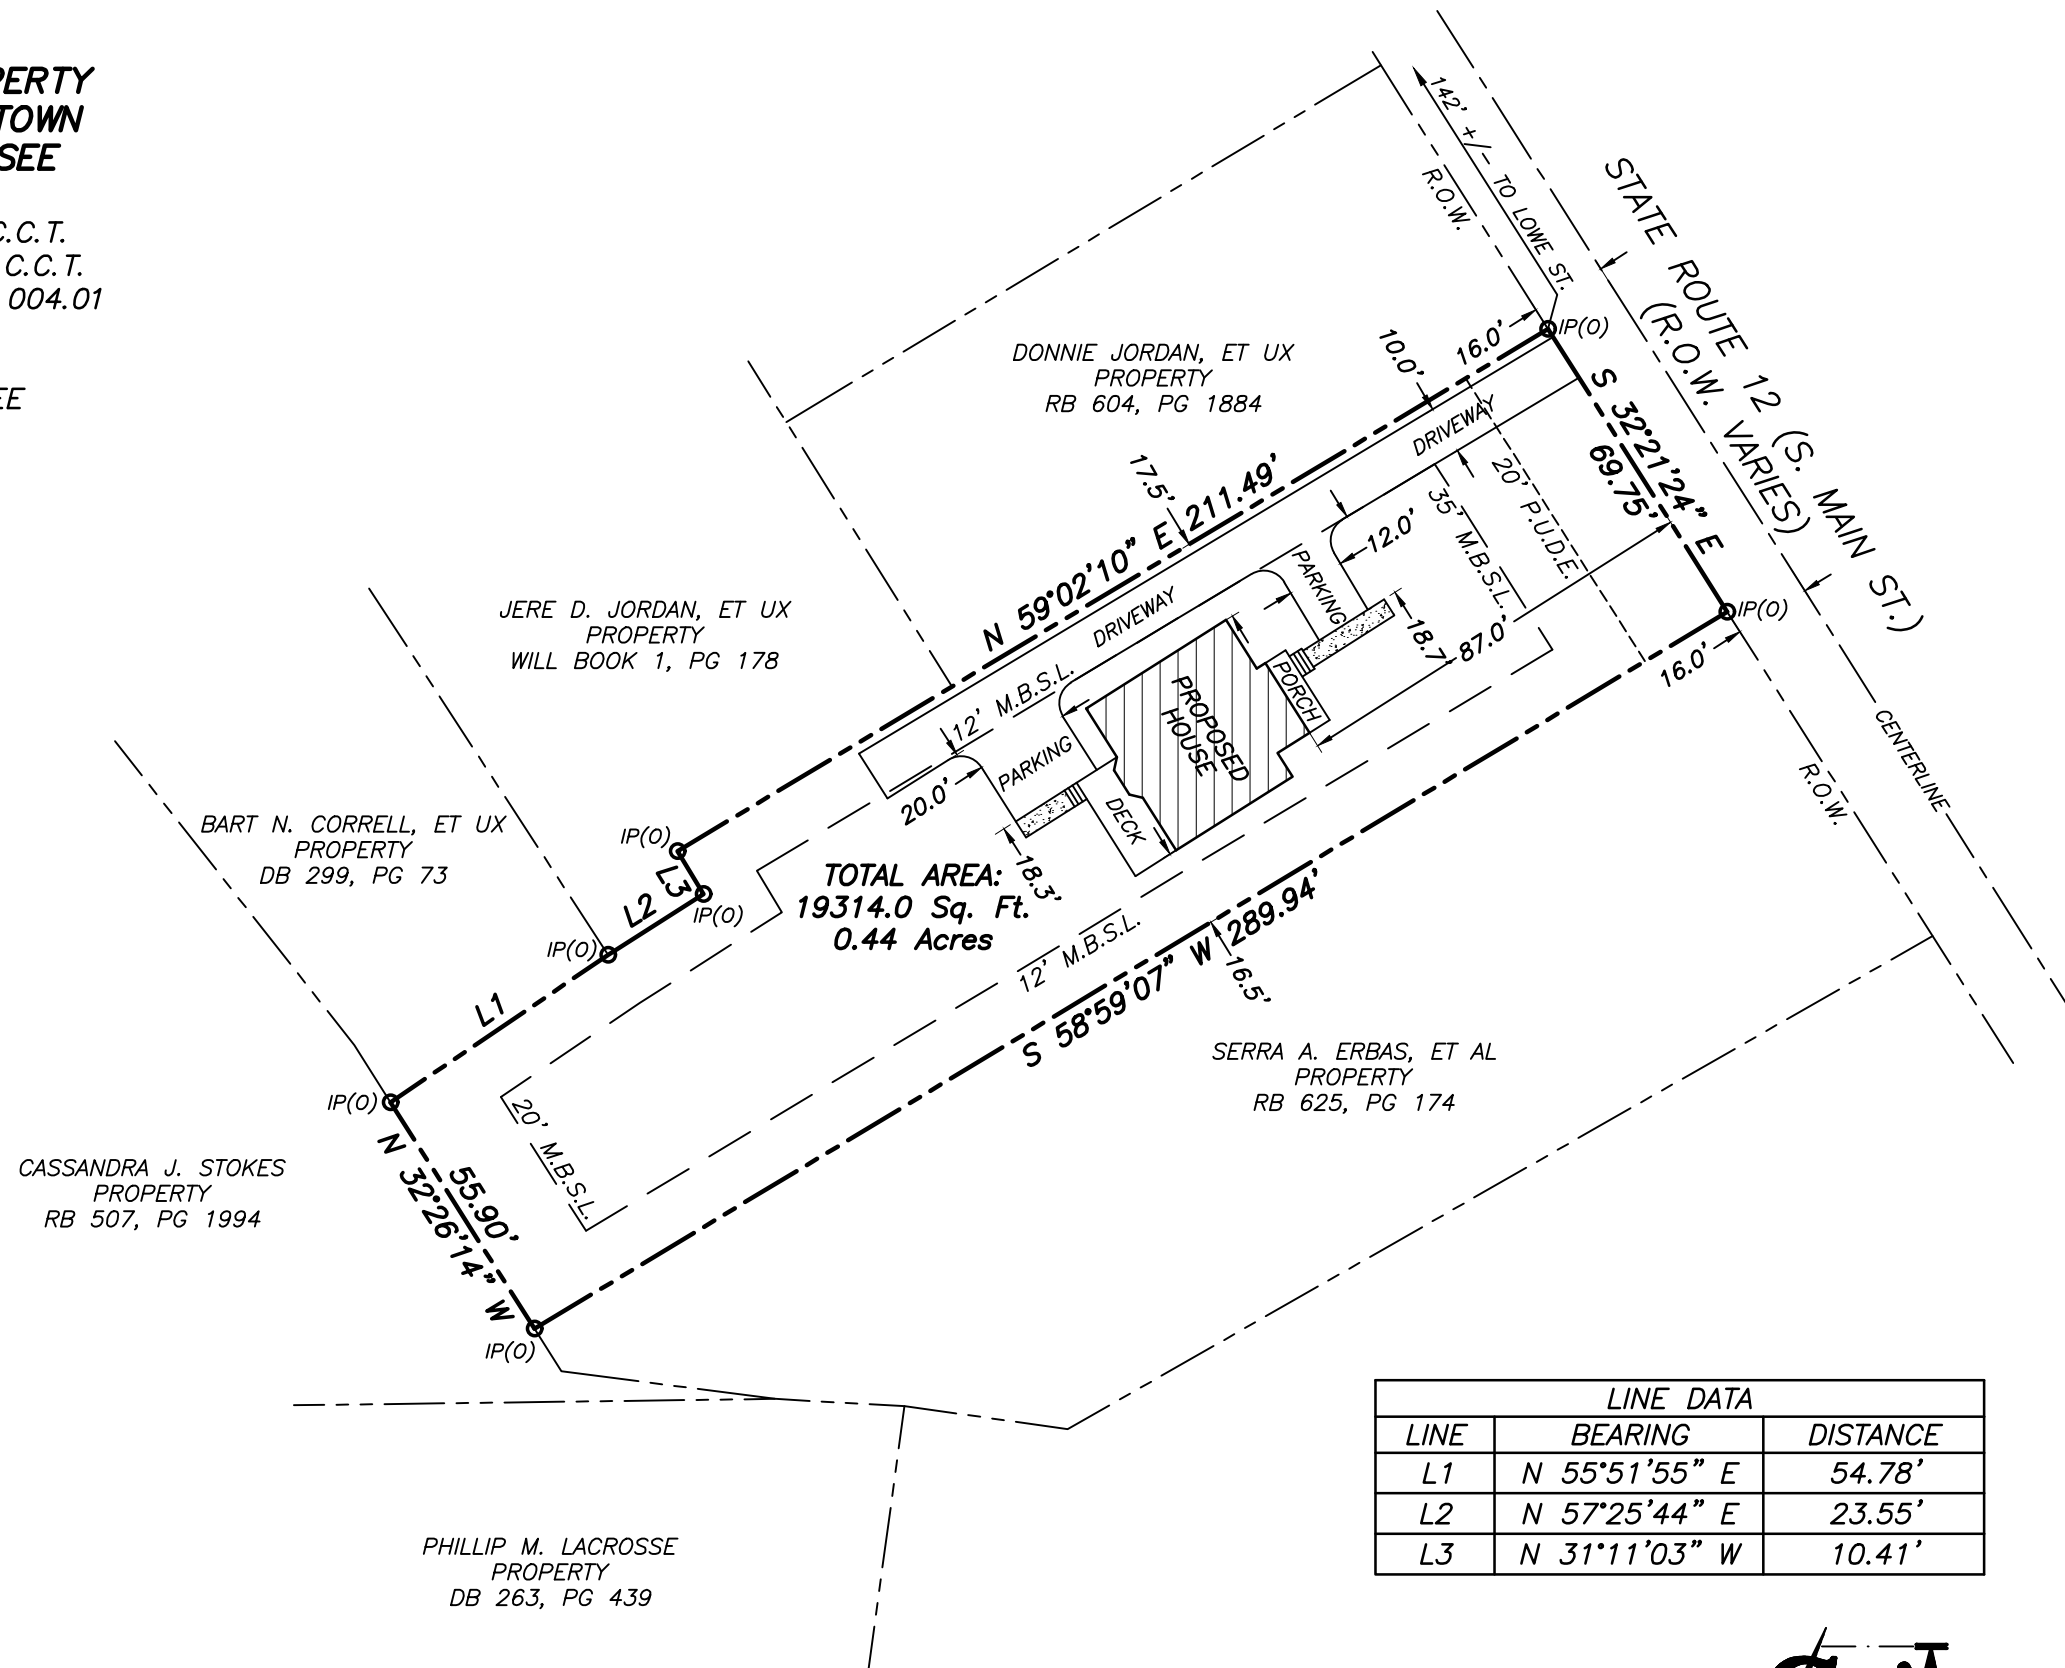 PERTY
TOWN
SEE
C.C.T.
C.C.T.
004.01
EE
142' +/- TO LOWE ST.
R.O.W.
STATE ROUTE 12 (S. MAIN ST.)
(R.O.W. VARIES)
IP(O)
16.0'
10.0'
DONNIE JORDAN, ET UX
PROPERTY
RB 604, PG 1884
DRIVEWAY
S 32°21'24" E
69.75'
20' P.U.D.E.
35' M.B.S.L.
17.5'
N 59°02'10" E 211.49'
12.0'
PARKING
DRIVEWAY
18.7'
87.0'
IP(O)
16.0'
JERE D. JORDAN, ET UX
PROPERTY
WILL BOOK 1, PG 178
12' M.B.S.L.
PORCH
PROPOSED
HOUSE
PARKING
20.0'
DECK
18.3'
CENTERLINE
R.O.W.
BART N. CORRELL, ET UX
PROPERTY
DB 299, PG 73
IP(O)
L3
IP(O)
L2
IP(O)
TOTAL AREA:
19314.0 Sq. Ft.
0.44 Acres
12' M.B.S.L.
S 58°59'07" W 289.94'
16.5'
L1
SERRA A. ERBAS, ET AL
PROPERTY
RB 625, PG 174
IP(O)
20' M.B.S.L.
55.90'
N 32°26'14" W
CASSANDRA J. STOKES
PROPERTY
RB 507, PG 1994
IP(O)
LINE DATA
LINE BEARING DISTANCE
L1 N 55°51'55" E 54.78'
L2 N 57°25'44" E 23.55'
L3 N 31°11'03" W 10.41'
PHILLIP M. LACROSSE
PROPERTY
DB 263, PG 439